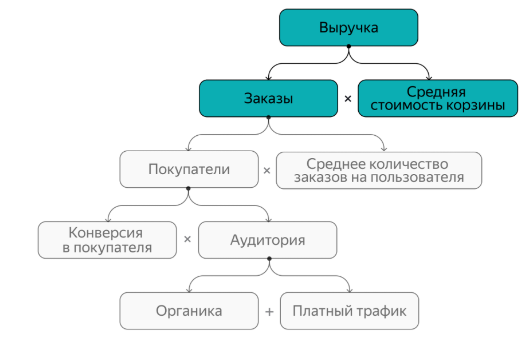 Выручка
Заказы
×
Средняя
стоимость корзины
Покупатели
×
Среднее количество
заказов на пользователя
Конверсия
в покупателя
×
Аудитория
Органика
+
Платный трафик